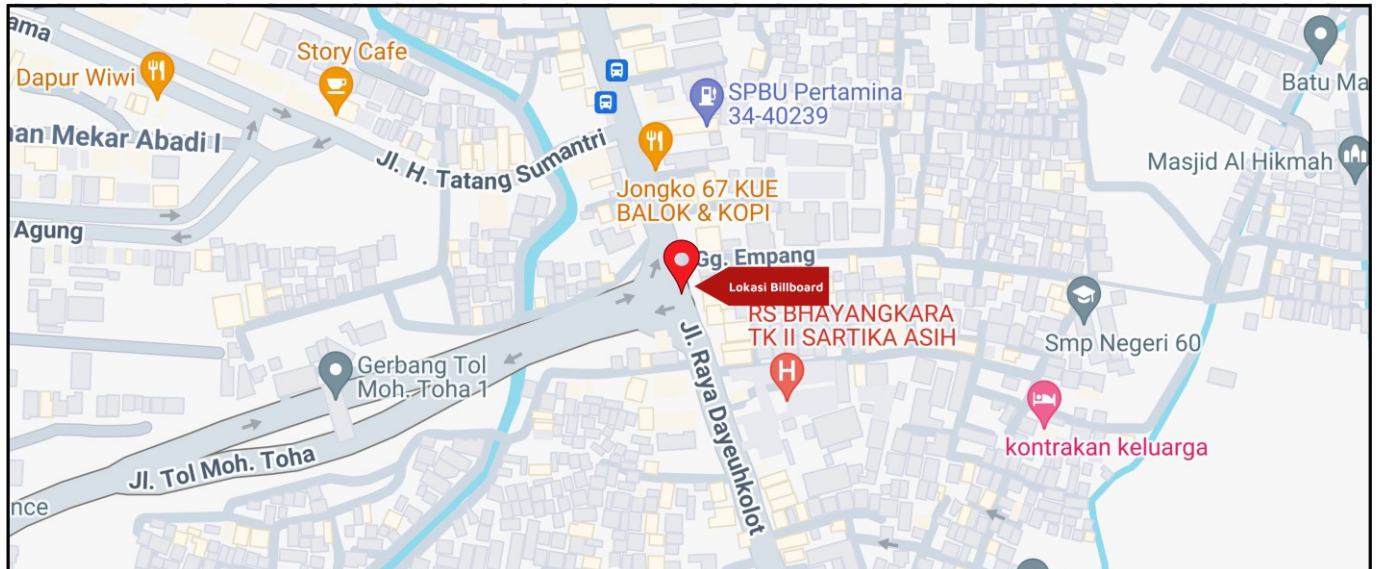 ama
Story Cafe
Dapur Wiwi
SPBU Pertamina
34-40239
Batu Ma
nan Mekar Abadi I
Jl. H. Tatang Sumantri
Masjid Al Hikmah
Jongko 67 KUE
BALOK & KOPI
Agung
Gg. Empang
Lokasi Billboard
RS BHAYANGKARA
TK II SARTIKA ASIH
H
Smp Negeri 60
Gerbang Tol
Moh. Toha 1
Jl. Raya Dayeuhkolot
kontrakan keluarga
Jl. Tol Moh. Toha
nce